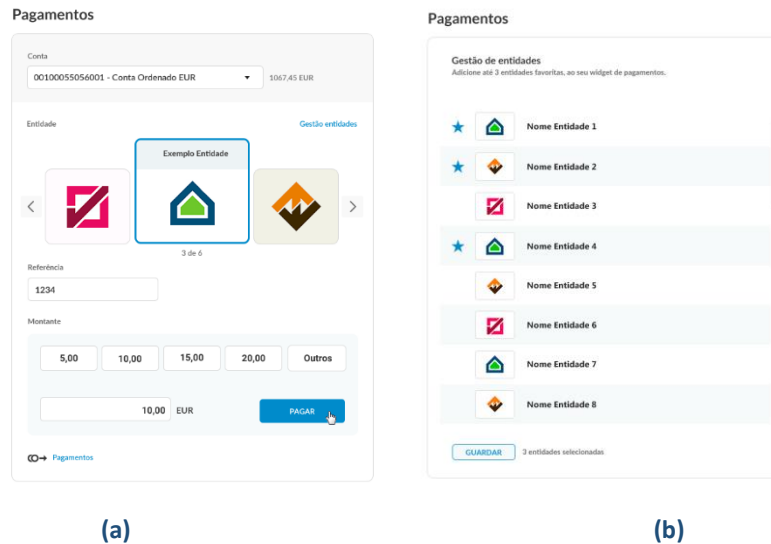 Pagamentos
Conta
00100055056001 - Conta Ordenado EUR
1067,45 EUR
Entidade
Gestão entidades
Exemplo Entidade
3 de 6
Referência
1234
Montante
5,00
10,00
15,00
20,00
Outros
10,00 EUR
PAGAR
Pagamentos
(a)
Pagamentos
Gestão de entidades
Adicione até 3 entidades favoritas, ao seu widget de pagamentos.
Nome Entidade 1
Nome Entidade 2
Nome Entidade 3
Nome Entidade 4
Nome Entidade 5
Nome Entidade 6
Nome Entidade 7
Nome Entidade 8
GUARDAR
3 entidades selecionadas
(b)